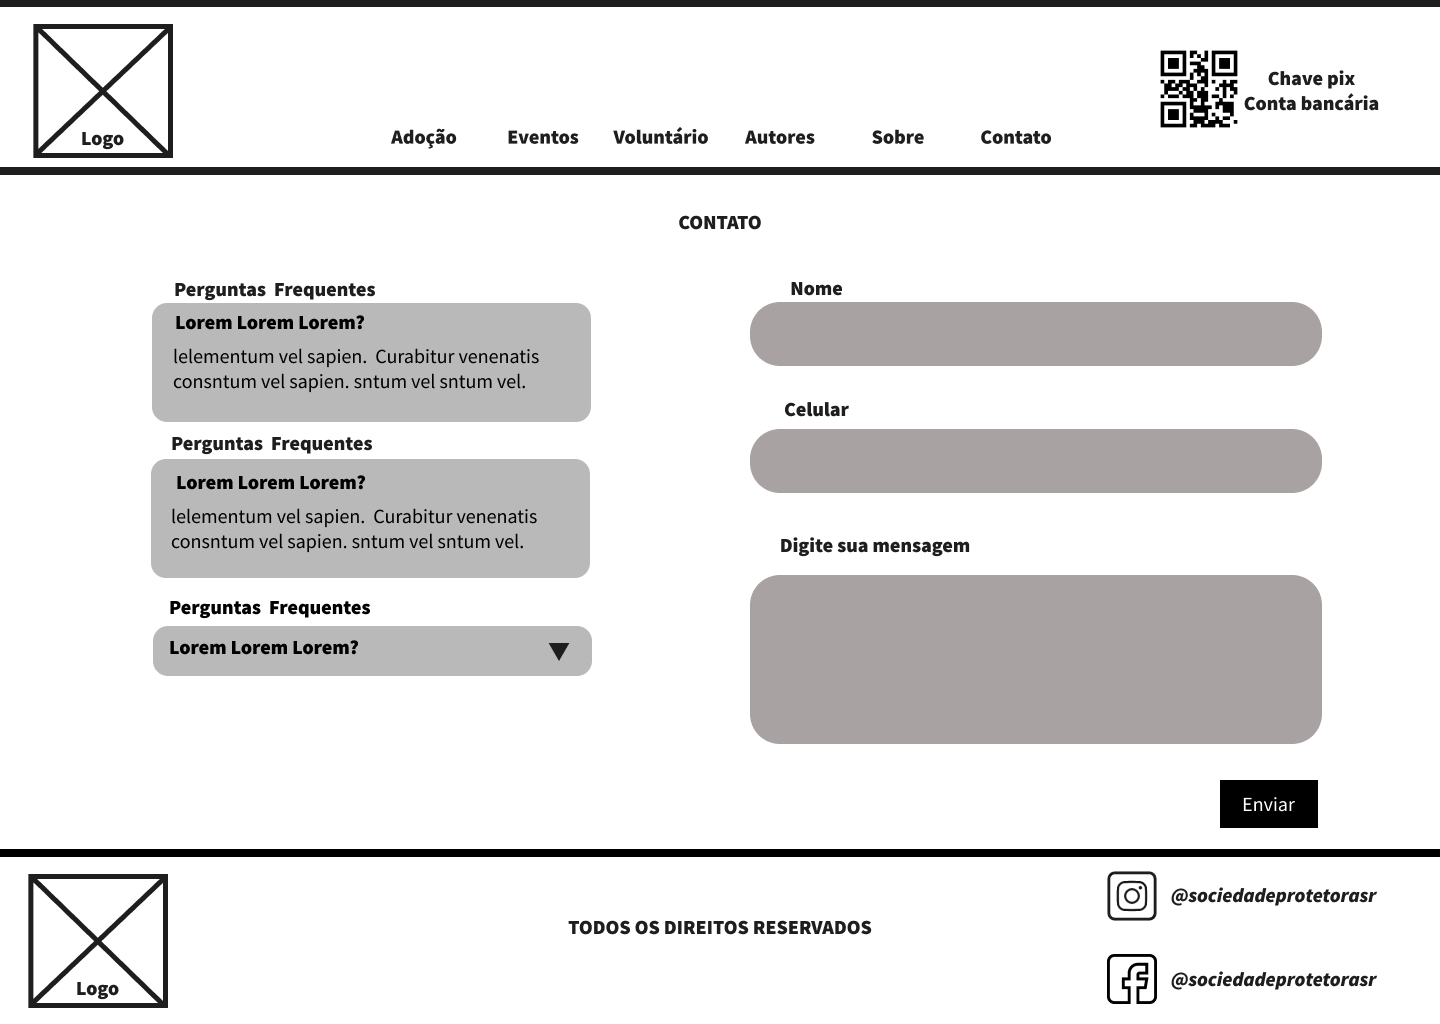 Logo
Adoção Eventos Voluntário Autores Sobre Contato
Chave pix
Conta bancária
CONTATO
Perguntas Frequentes
Lorem Lorem Lorem?
lelementum vel sapien. Curabitur venenatis
consntum vel sapien. sntum vel sntum vel.
Perguntas Frequentes
Lorem Lorem Lorem?
lelementum vel sapien. Curabitur venenatis
consntum vel sapien. sntum vel sntum vel.
Perguntas Frequentes
Lorem Lorem Lorem?
Nome
Celular
Digite sua mensagem
Enviar
Logo
TODOS OS DIREITOS RESERVADOS
@sociedadeprotetorasr
@sociedadeprotetorasr